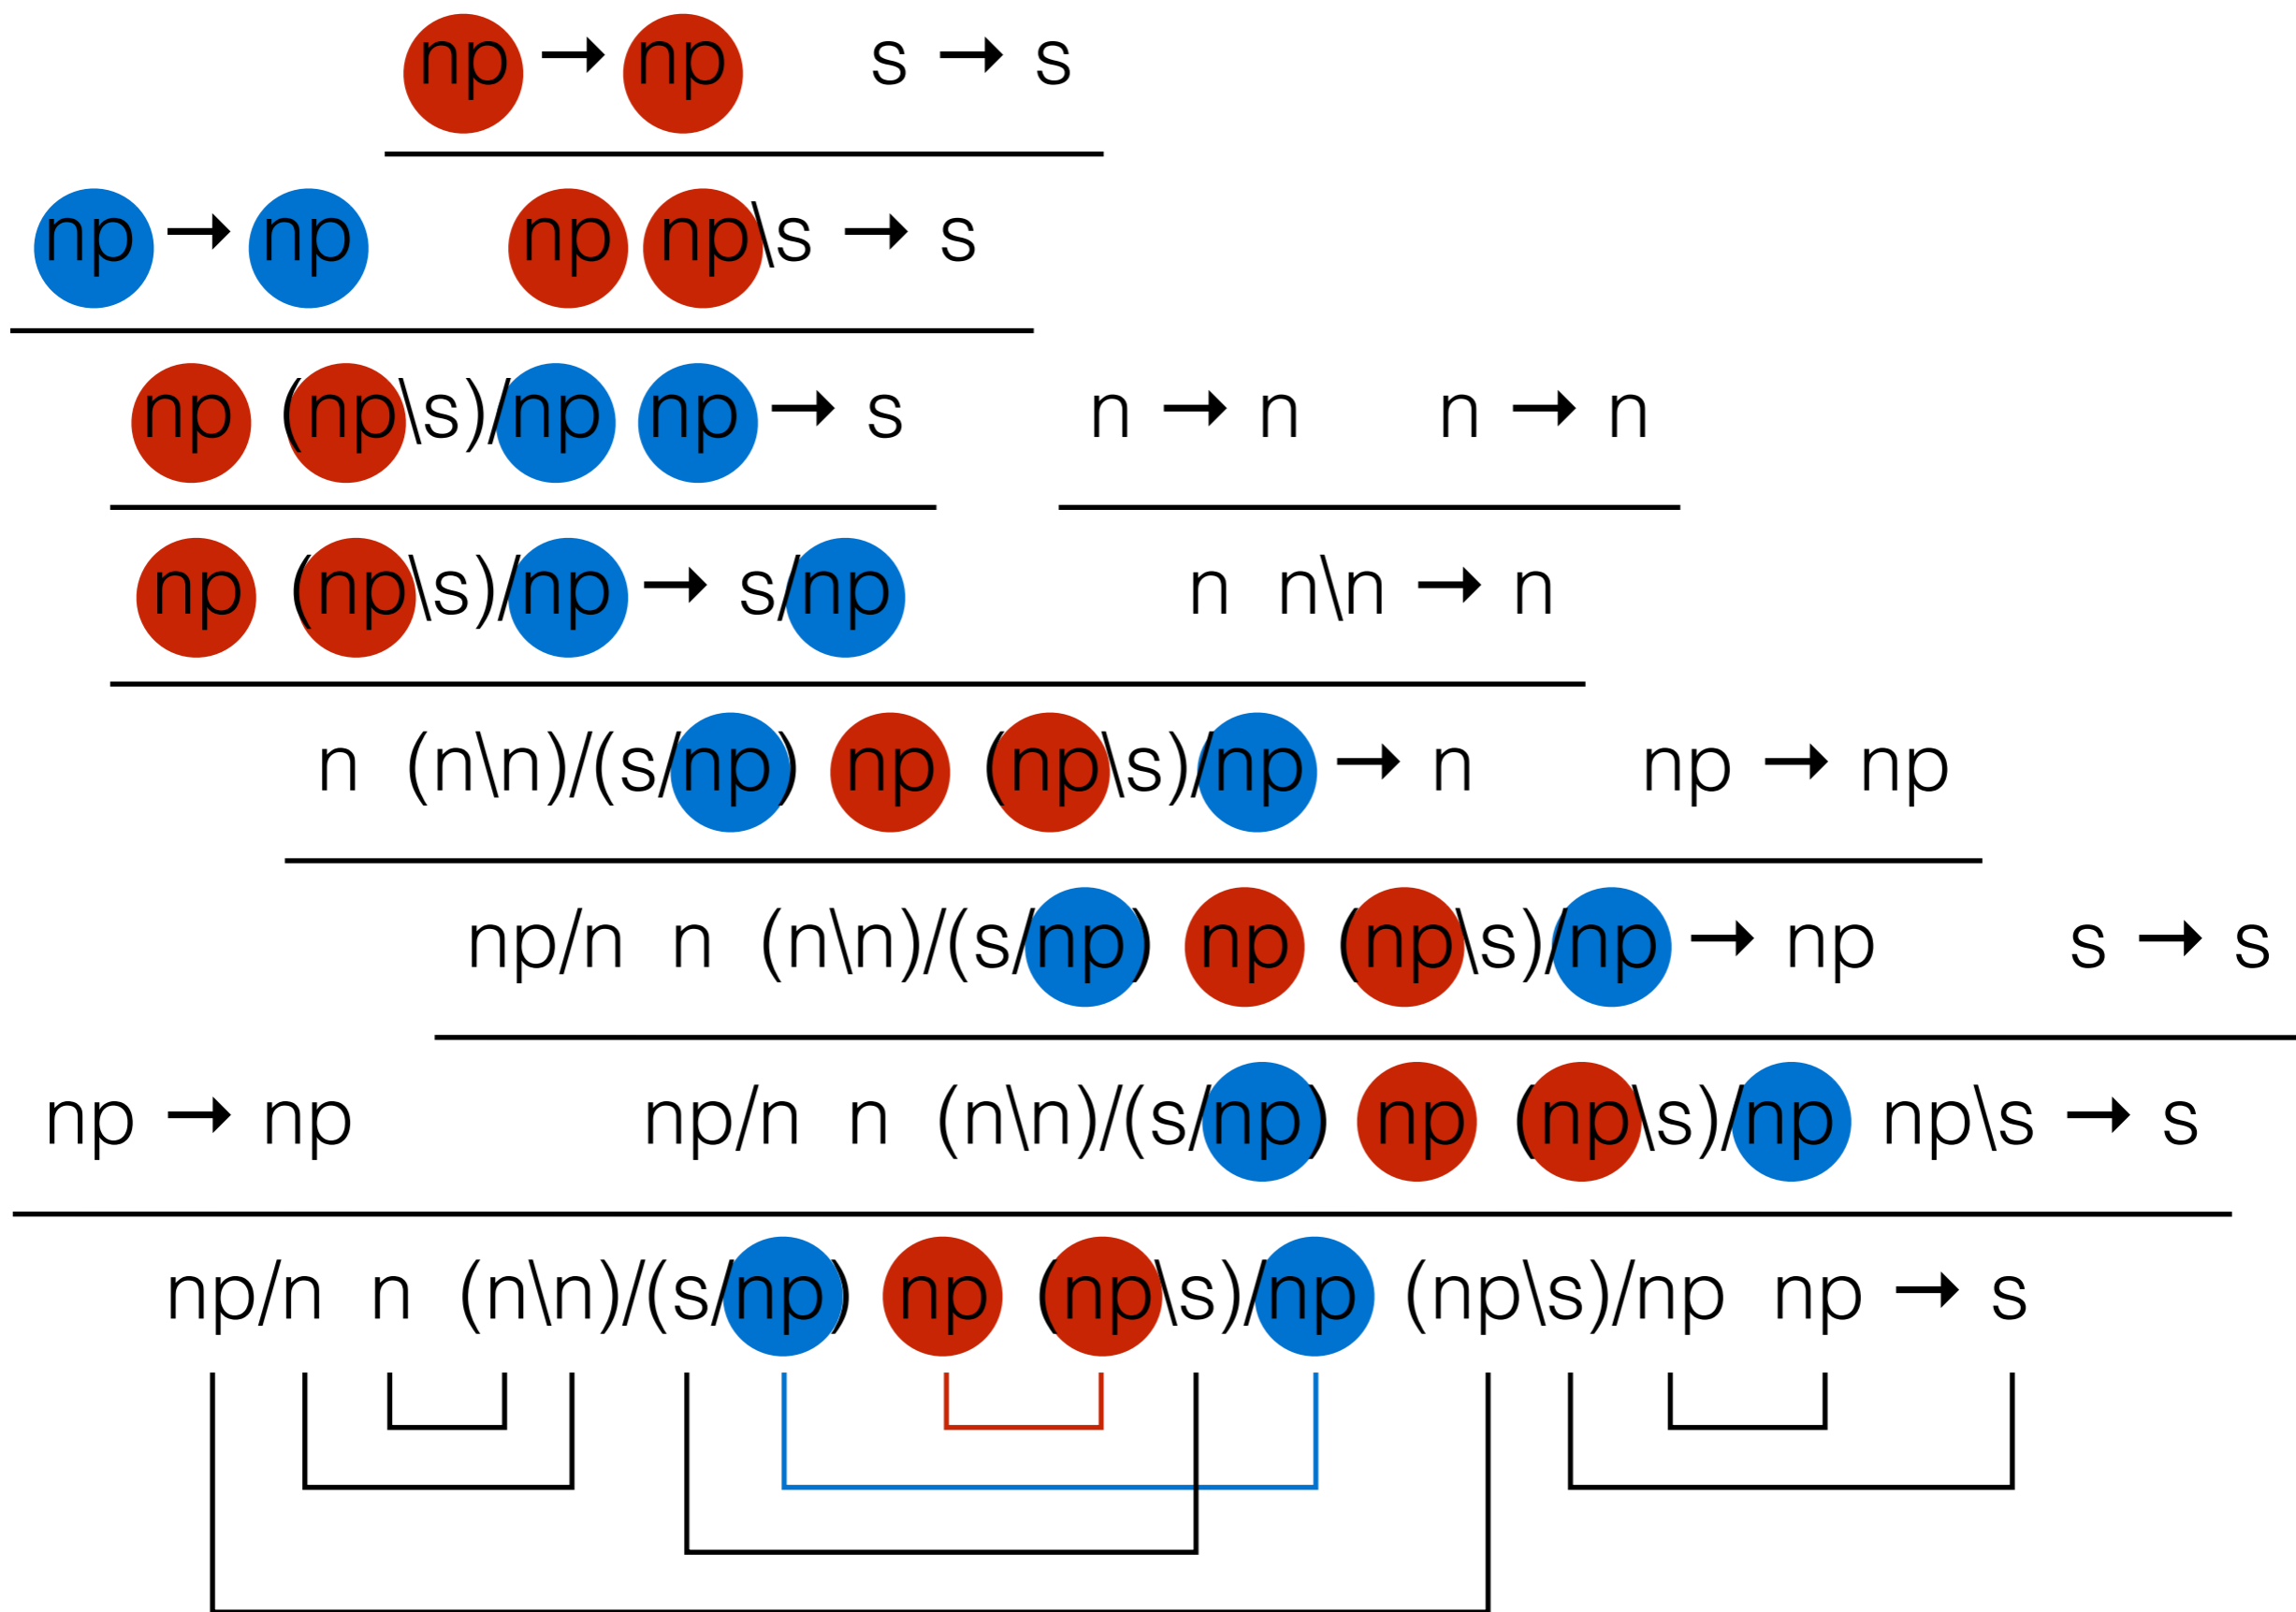 np → np s → s
np → np np np\s → s
np (np\s)/np np → s n → n n → n
np (np\s)/np → s/np n n\n → n
n (n\n)/(s/np) np (np\s)/np → n np → np
np/n n (n\n)/(s/np) np (np\s)/np → np s → s
np → np np/n n (n\n)/(s/np) np (np\s)/np np\s → s
np/n n (n\n)/(s/np) np (np\s)/np (np\s)/np np → s